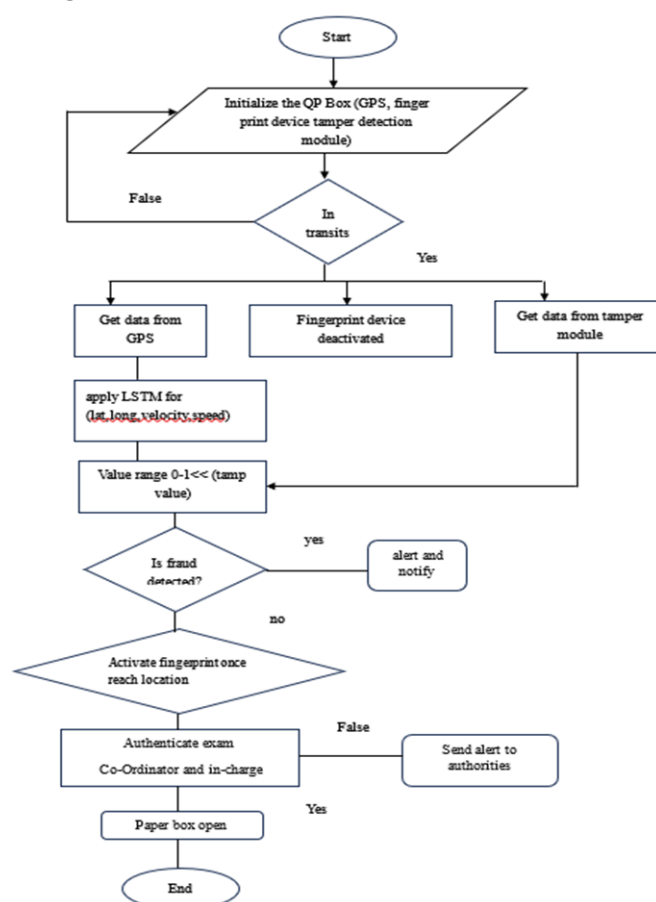 Start
Initialize the QP Box (GPS, finger
print device tamper detection
module)
False
In
transits
Yes
Get data from
GPS
Fingerprint device
deactivated
Get data from tamper
module
apply LSTM for
(lat,long,velocity,speed)
Value range 0-1<< (tamp
value)
yes
Is fraud
detected?
alert and
notify
no
Activate fingerprint once
reach location
False
Authenticate exam
Co-Ordinator and in-charge
Send alert to
authorities
Yes
Paper box open
End